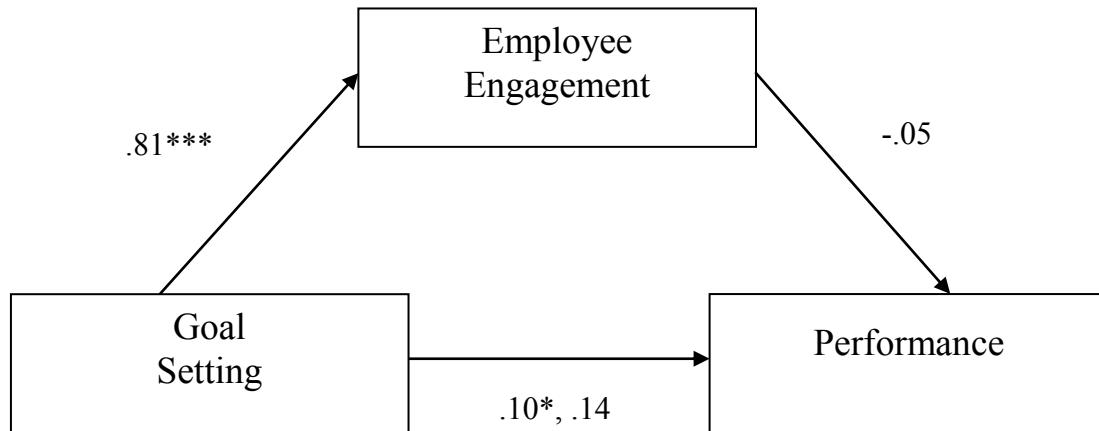 Employee
Engagement
.81***
-.05
Goal
Setting
Performance
.10*, .14